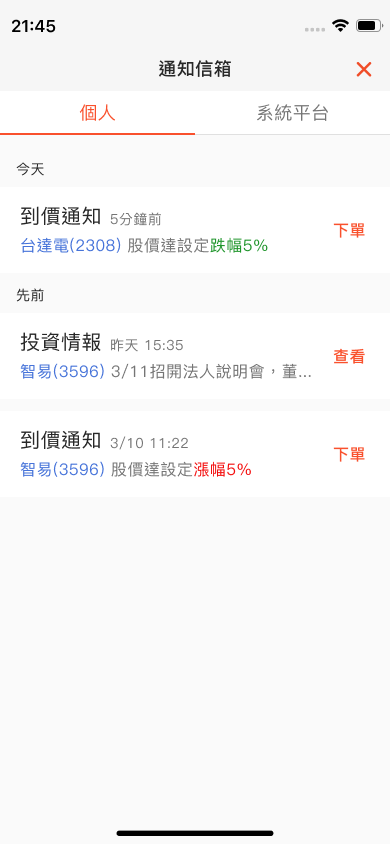 21:45
通知信箱
個人
系統平台
今天
到價通知 5分鐘前
台達電(2308) 股價達設定跌幅5%
下單
先前
投資情報 昨天 15:35
智易(3596) 3/11招開法人說明會，董...
查看
到價通知 3/10 11:22
智易(3596) 股價達設定漲幅5%
下單